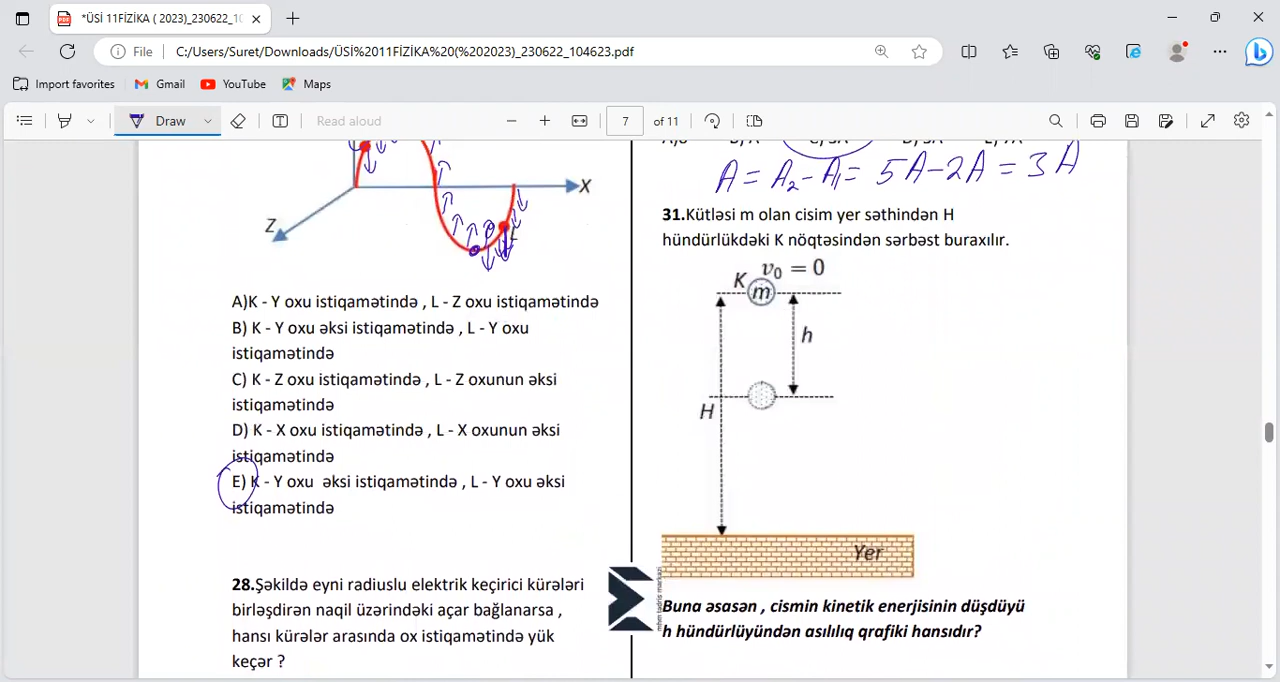 *ÜSİ 11FİZİKA ( 2023)_230622_10
File
C:/Users/Suret/Downloads/ÜSİ%2011FİZİKA%20(%202023)_230622_104623.pdf
Import favorites
Gmail
YouTube
Maps
Draw
Read aloud
7
of 11
A = A₂ - A₁ = 5A - 2A = 3A
X
Z
A)K - Y oxu istiqamətində , L - Z oxu istiqamətində
B) K - Y oxu əksi istiqamətində , L - Y oxu
istiqamətində
C) K - Z oxu istiqamətində , L - Z oxunun əksi
istiqamətində
D) K - X oxu istiqamətində , L - X oxunun əksi
istiqamətində
E) K - Y oxu əksi istiqamətində , L - Y oxu əksi
istiqamətində
28.Şəkildə eyni radiuslu elektrik keçirici kürələri
birləşdirən naqil üzərindəki açar bağlanarsa ,
hansı kürələr arasında ox istiqamətində yük
keçər ?
31.Kütləsi m olan cisim yer səthindən H
hündürlükdəki K nöqtəsindən sərbəst buraxılır.
K
v₀ = 0
m
h
H
Yer
Buna əsasən , cismin kinetik enerjisinin düşdüyü
h hündürlüyündən asılılıq qrafiki hansıdır?